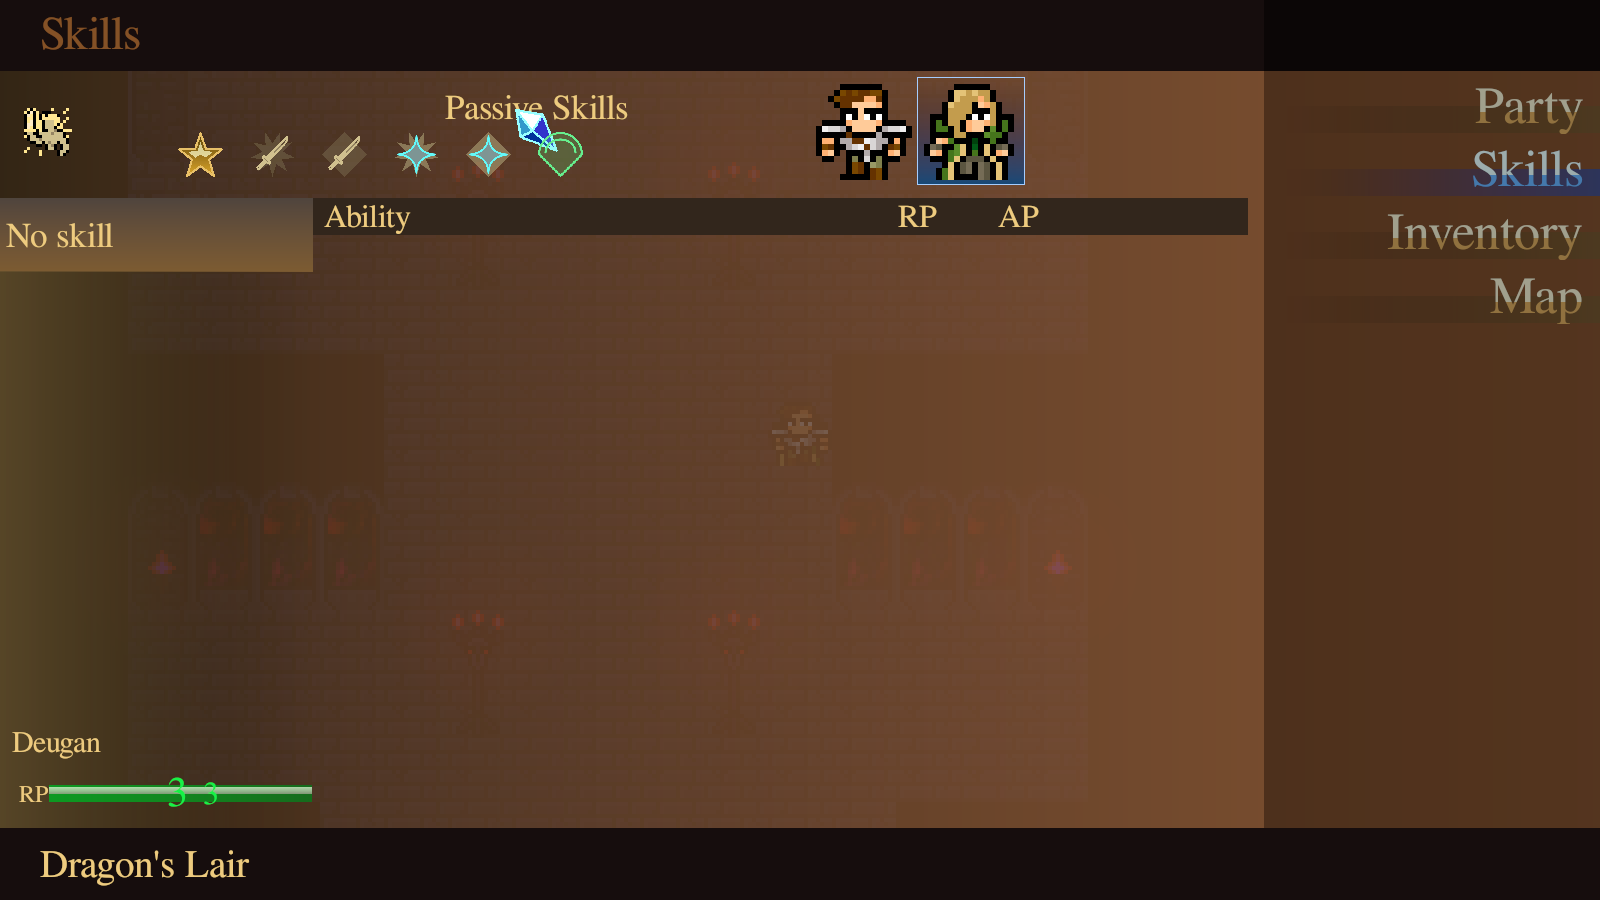 Skills
Passive Skills
Party
Skills
Inventory
Map
No skill
Ability RP AP
Deugan
RP 3 3
Dragon's Lair